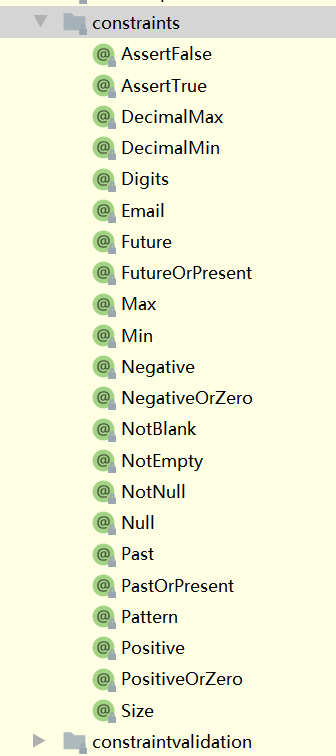 constraints
@ AssertFalse
@ AssertTrue
@ DecimalMax
@ DecimalMin
@ Digits
@ Email
@ Future
@ FutureOrPresent
@ Max
@ Min
@ Negative
@ NegativeOrZero
@ NotBlank
@ NotEmpty
@ NotNull
@ Null
@ Past
@ PastOrPresent
@ Pattern
@ Positive
@ PositiveOrZero
@ Size
constraintvalidation